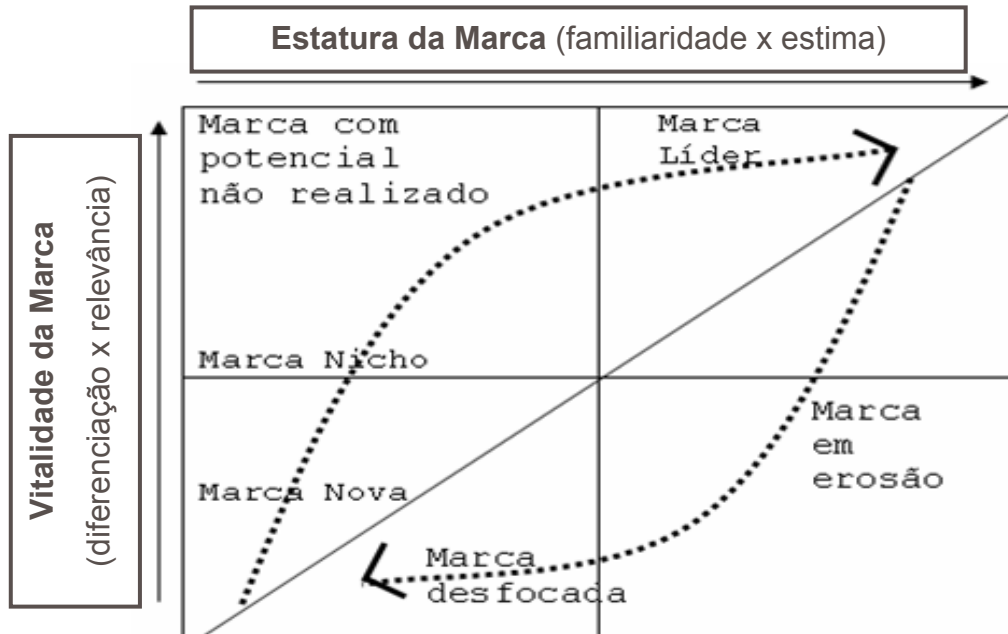 Estatura da Marca (familiaridade x estima)
Vitalidade da Marca
(diferenciação x relevância)
Marca com
potencial
não realizado
Marca
Líder
Marca Nicho
Marca Nova
Marca
em
erosão
Marca
desfocada